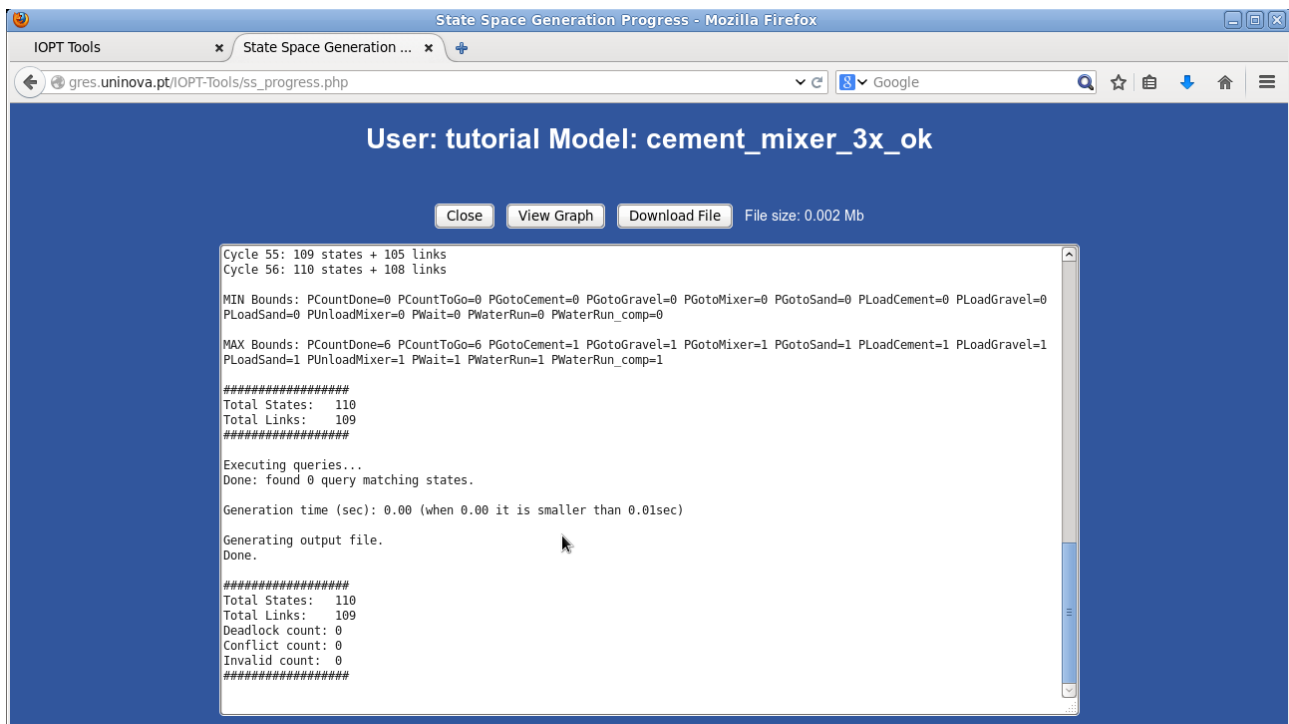 State Space Generation Progress - Mozilla Firefox
IOPT Tools
State Space Generation ...
gres.uninova.pt/IOPT-Tools/ss_progress.php
Google
User: tutorial Model: cement_mixer_3x_ok
Close View Graph Download File File size: 0.002 Mb
Cycle 55: 109 states + 105 links
Cycle 56: 110 states + 108 links
MIN Bounds: PCountDone=0 PCountToGo=0 PGotoCement=0 PGotoGravel=0 PGotoMixer=0 PGotoSand=0 PLoadCement=0 PLoadGravel=0
PLoadSand=0 PUnloadMixer=0 PWait=0 PWaterRun=0 PWaterRun_comp=0
MAX Bounds: PCountDone=6 PCountToGo=6 PGotoCement=1 PGotoGravel=1 PGotoMixer=1 PGotoSand=1 PLoadCement=1 PLoadGravel=1
PLoadSand=1 PUnloadMixer=1 PWait=1 PWaterRun=1 PWaterRun_comp=1
##################
Total States:   110
Total Links:    109
##################
Executing queries...
Done: found 0 query matching states.
Generation time (sec): 0.00 (when 0.00 it is smaller than 0.01sec)
Generating output file.
Done.
##################
Total States:   110
Total Links:    109
Deadlock count: 0
Conflict count: 0
Invalid count:  0
##################